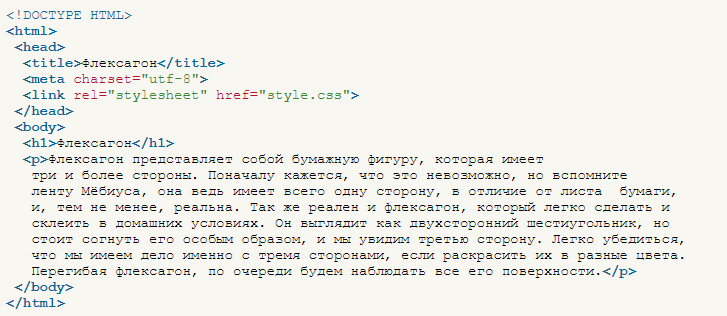 <!DOCTYPE HTML>
<html>
<head>
<title>Флексагон</title>
<meta charset="utf-8">
<link rel="stylesheet" href="style.css">
</head>
<body>
<h1>Флексагон</h1>
<p>Флексагон представляет собой бумажную фигуру, которая имеет
три и более стороны. Поначалу кажется, что это невозможно, но вспомните
ленту Мёбиуса, она ведь имеет всего одну сторону, в отличие от листа  бумаги,
и, тем не менее, реальна. Так же реален и флексагон, который легко сделать и
склеить в домашних условиях. Он выглядит как двухсторонний шестиугольник, но
стоит согнуть его особым образом, и мы увидим третью сторону. Легко убедиться,
что мы имеем дело именно с тремя сторонами, если раскрасить их в разные цвета.
Перегибая флексагон, по очереди будем наблюдать все его поверхности.</p>
</body>
</html>